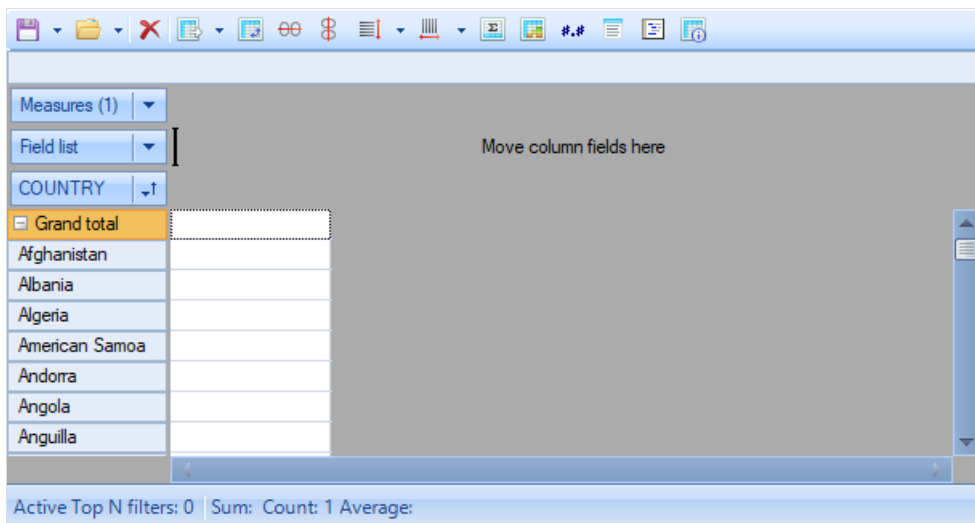 Σ #.#
Measures (1)
Field list
Move column fields here
COUNTRY
Grand total
Afghanistan
Albania
Algeria
American Samoa
Andorra
Angola
Anguilla
Active Top N filters: 0 Sum: Count: 1 Average: